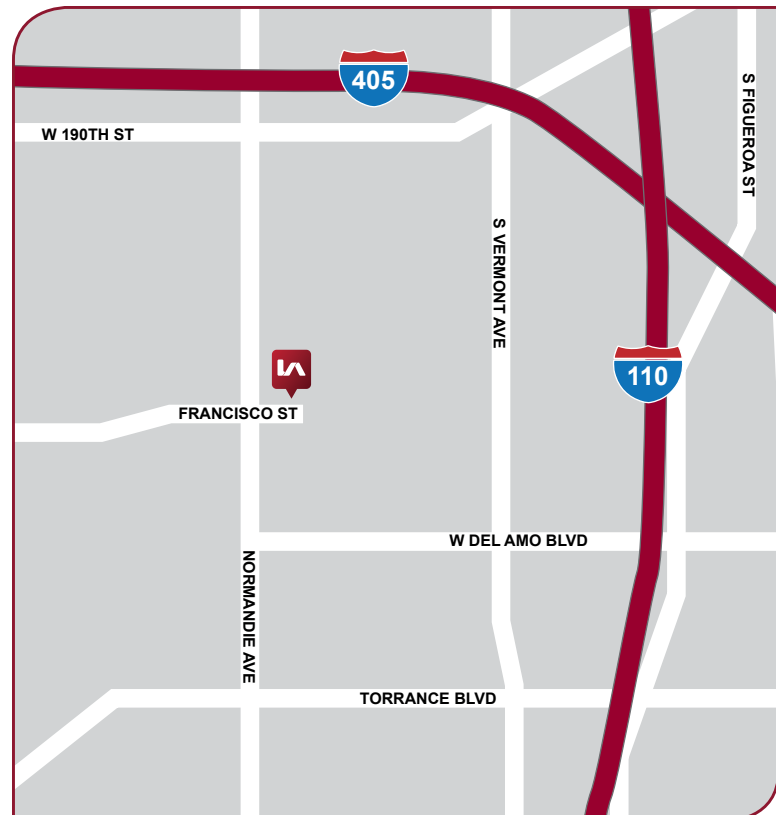 405
W 190TH ST
S FIGUEROA ST
S VERMONT AVE
110
FRANCISCO ST
W DEL AMO BLVD
NORMANDIE AVE
TORRANCE BLVD